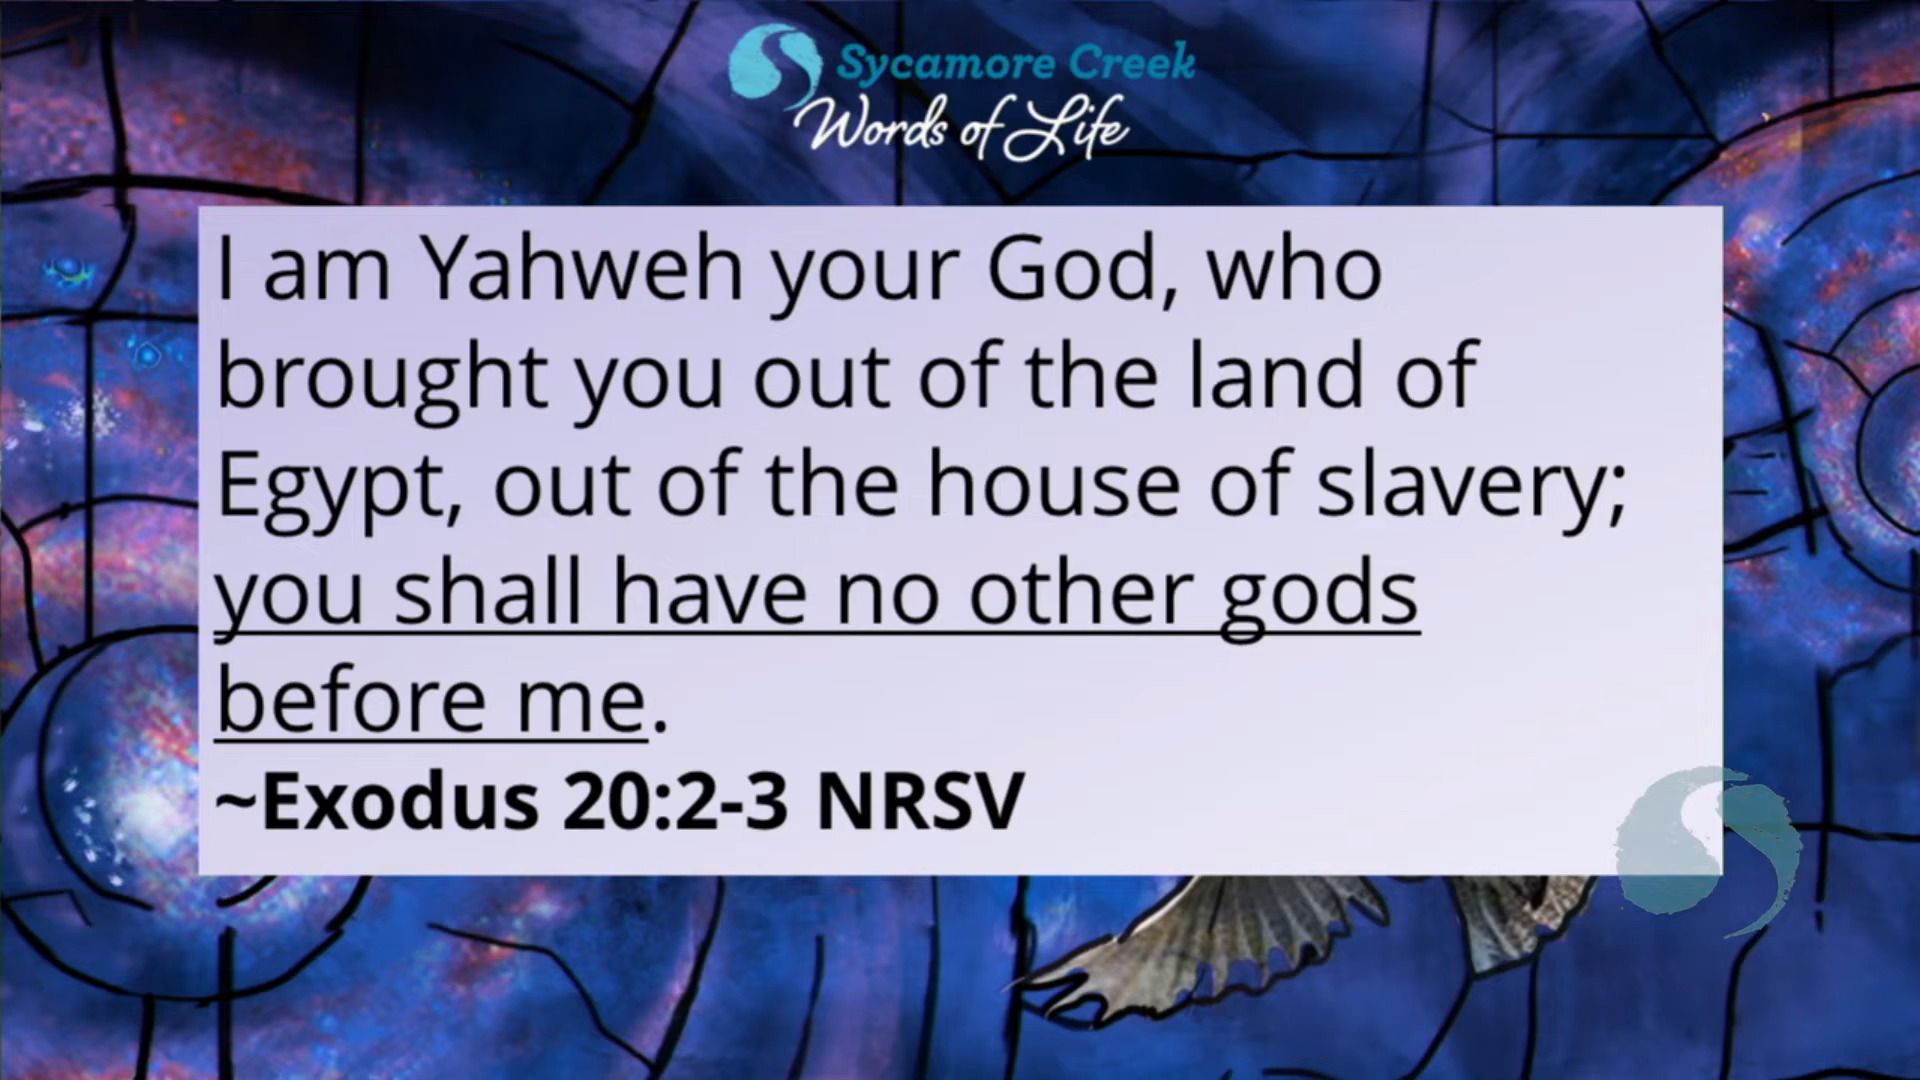 Sycamore Creek
Words of Life
I am Yahweh your God, who
brought you out of the land of
Egypt, out of the house of slavery;
you shall have no other gods
before me.
~Exodus 20:2-3 NRSV